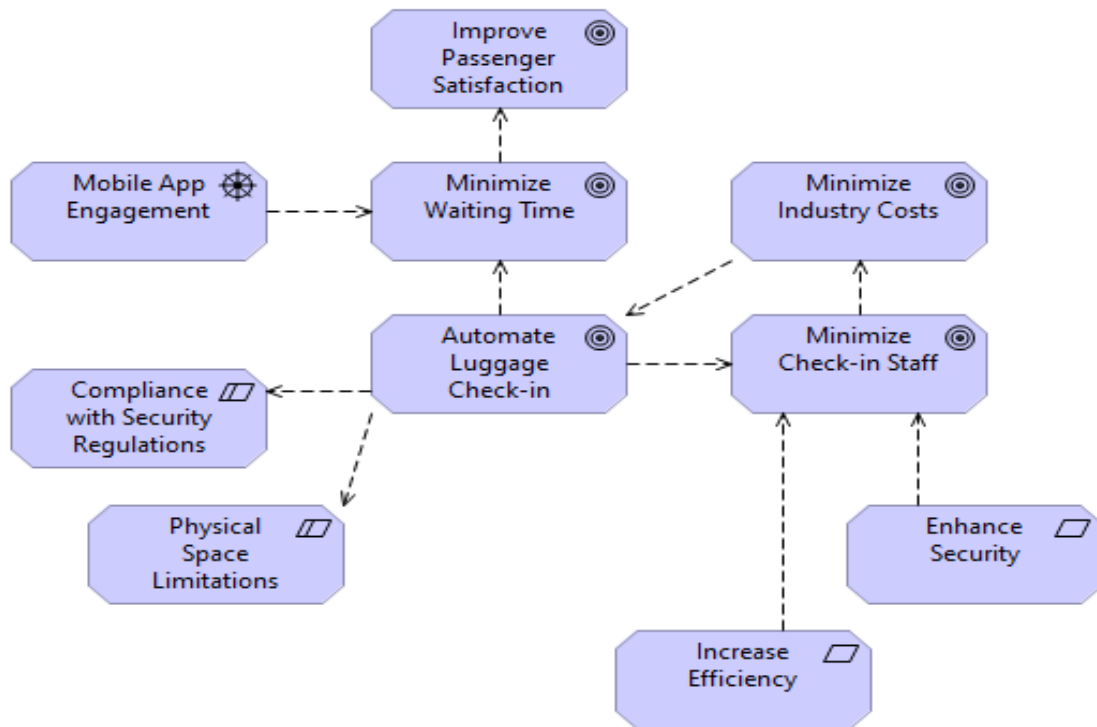 Improve
Passenger
Satisfaction
Mobile App
Engagement
Minimize
Waiting Time
Minimize
Industry Costs
Automate
Luggage
Check-in
Minimize
Check-in Staff
Compliance
with Security
Regulations
Physical
Space
Limitations
Enhance
Security
Increase
Efficiency